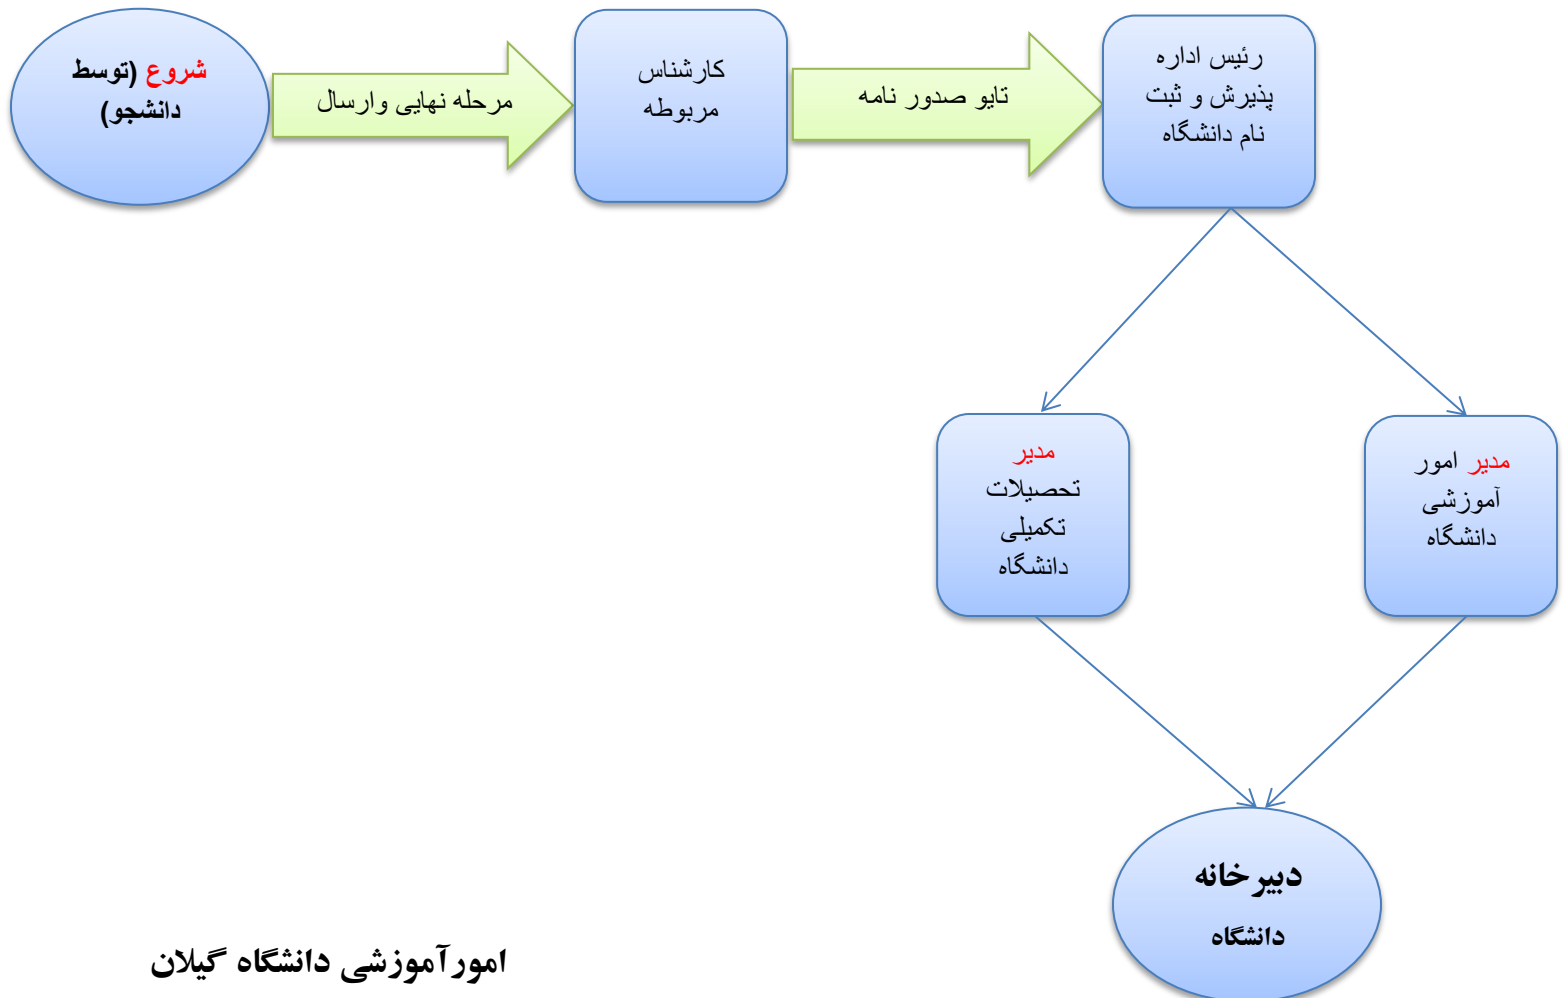 شروع (توسط
دانشجو)
مرحله نهایی وارسال
کارشناس
مربوطه
تایو صدور نامه
رئیس اداره
پذیرش و ثبت
نام دانشگاه
مدیر
تحصیلات
تکمیلی
دانشگاه
مدیر امور
آموزشی
دانشگاه
دبیرخانه
دانشگاه
امورآموزشی دانشگاه گیلان